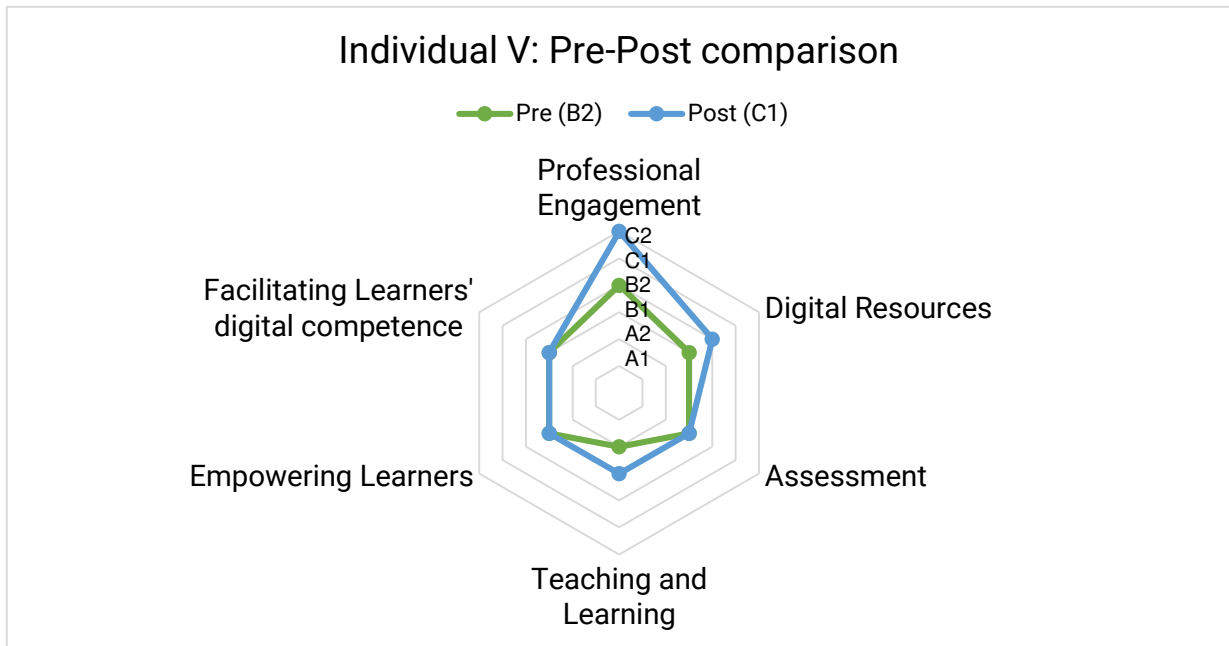 Individual V: Pre-Post comparison
Pre (B2)
Post (C1)
Professional
Engagement
C2
C1
B2
B1
A2
A1
Digital Resources
Assessment
Teaching and
Learning
Empowering Learners
Facilitating Learners'
digital competence